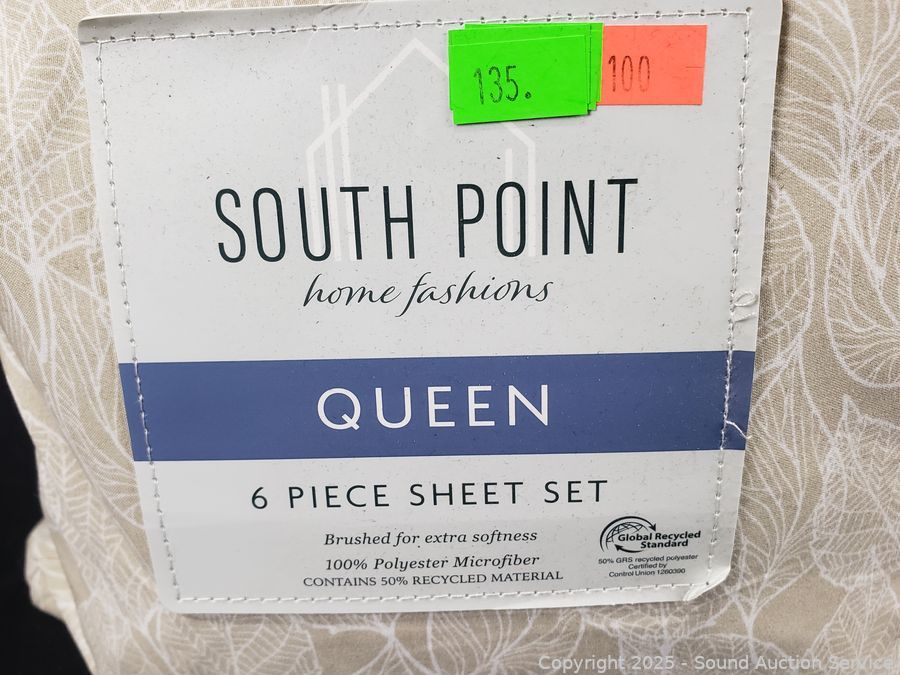 135.
100
SOUTH POINT
home fashions
QUEEN
6 PIECE SHEET SET
Brushed for extra softness
100% Polyester Microfiber
CONTAINS 50% RECYCLED MATERIAL
Global Recycled
Standard
50% GRS recycled polyester
Certified by
Control Union 1260390
Copyright 2025 - Sound Auction Service